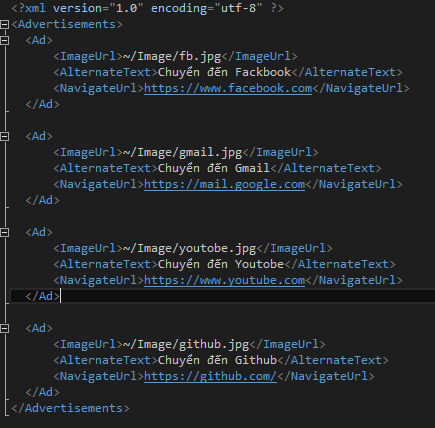 <?xml version="1.0" encoding="utf-8" ?>
<Advertisements>
<Ad>
<ImageUrl>~/Image/fb.jpg</ImageUrl>
<AlternateText>Chuyển đến Fackbook</AlternateText>
<NavigateUrl>https://www.facebook.com</NavigateUrl>
</Ad>
<Ad>
<ImageUrl>~/Image/gmail.jpg</ImageUrl>
<AlternateText>Chuyển đến Gmail</AlternateText>
<NavigateUrl>https://mail.google.com</NavigateUrl>
</Ad>
<Ad>
<ImageUrl>~/Image/youtobe.jpg</ImageUrl>
<AlternateText>Chuyển đến Youtobe</AlternateText>
<NavigateUrl>https://www.youtube.com</NavigateUrl>
</Ad>
<Ad>
<ImageUrl>~/Image/github.jpg</ImageUrl>
<AlternateText>Chuyển đến Github</AlternateText>
<NavigateUrl>https://github.com/</NavigateUrl>
</Ad>
</Advertisements>